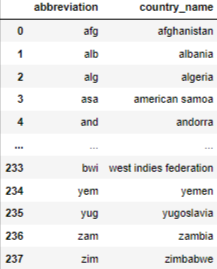 abbreviation country_name
0 afg afghanistan
1 alb albania
2 alg algeria
3 asa american samoa
4 and andorra
... ... ...
233 bwi west indies federation
234 yem yemen
235 yug yugoslavia
236 zam zambia
237 zim zimbabwe